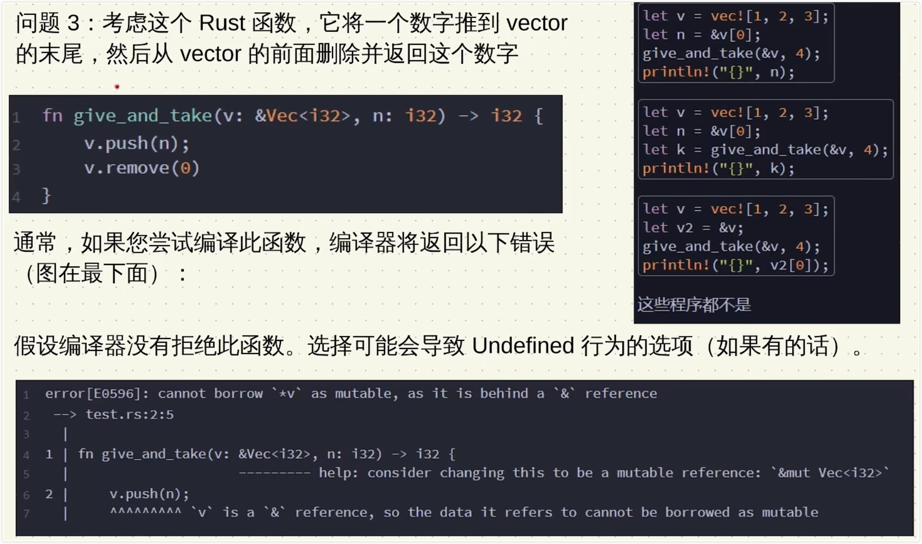 问题 3：考虑这个 Rust 函数，它将一个数字推到 vector
的末尾，然后从 vector 的前面删除并返回这个数字
1 fn give_and_take(v: &Vec<i32>, n: i32) -> i32 {
2     v.push(n);
3     v.remove(0)
4 }
通常，如果您尝试编译此函数，编译器将返回以下错误
（图在最下面）：
let v = vec![1, 2, 3];
let n = &v[0];
give_and_take(&v, 4);
println!("{}", n);
let v = vec![1, 2, 3];
let n = &v[0];
let k = give_and_take(&v, 4);
println!("{}", k);
let v = vec![1, 2, 3];
let v2 = &v;
give_and_take(&v, 4);
println!("{}", v2[0]);
这些程序都不是
假设编译器没有拒绝此函数。选择可能会导致 Undefined 行为的选项（如果有的话）。
1 error[E0596]: cannot borrow `*v` as mutable, as it is behind a `&` reference
2  --> test.rs:2:5
3   |
4 1 | fn give_and_take(v: &Vec<i32>, n: i32) -> i32 {
5   |                     --------- help: consider changing this to be a mutable reference: `&mut Vec<i32>`
6 2 |     v.push(n);
7   |     ^^^^^^^^^ `v` is a `&` reference, so the data it refers to cannot be borrowed as mutable